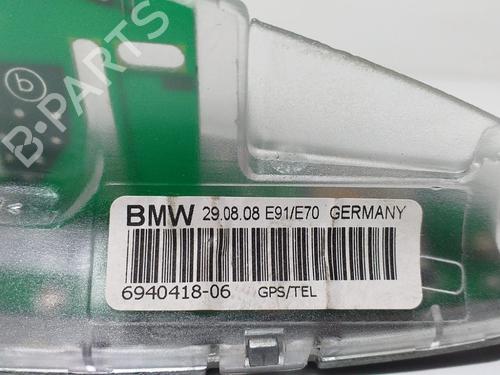 B-PARTS
BMW 29.08.08 E91/E70 GERMANY
6940418-06 GPS/TEL